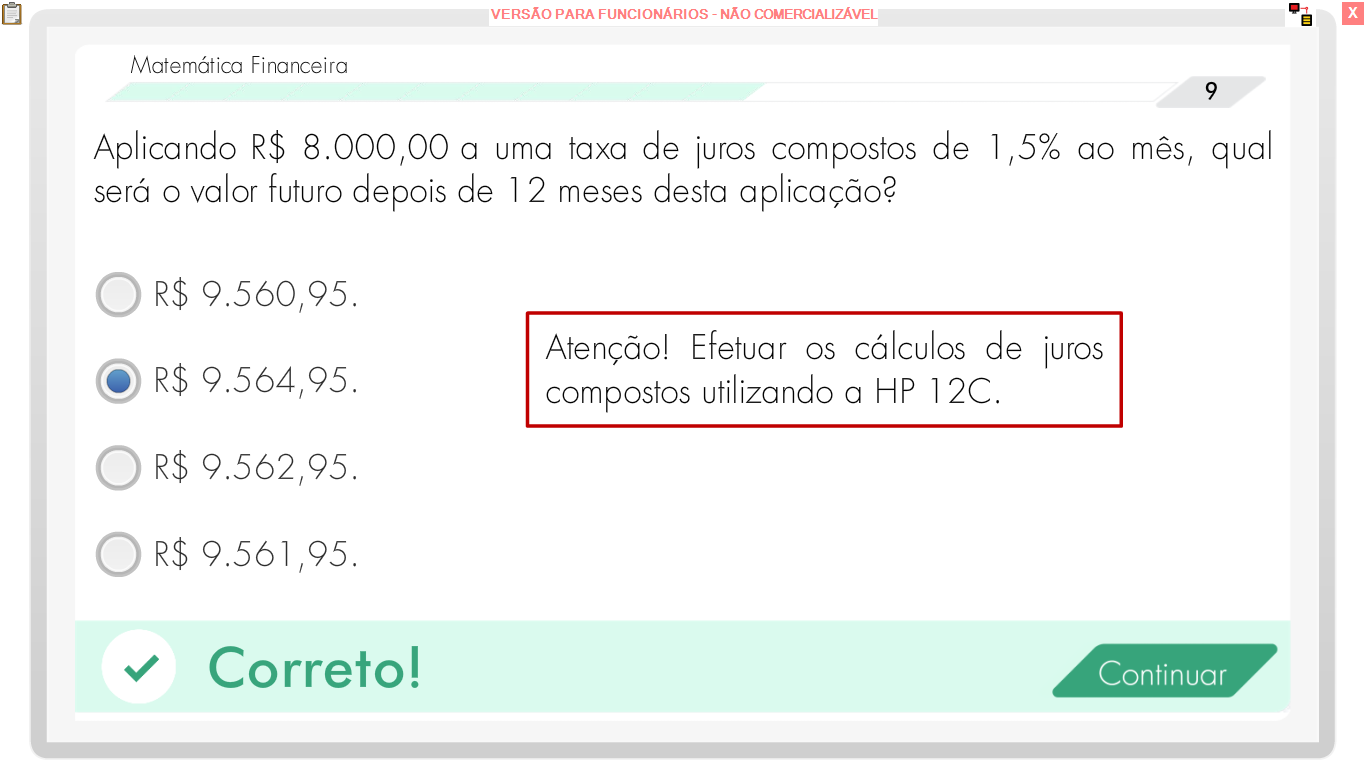 VERSÃO PARA FUNCIONÁRIOS - NÃO COMERCIALIZÁVEL
X
Matemática Financeira
9
Aplicando R$ 8.000,00 a uma taxa de juros compostos de 1,5% ao mês, qual
será o valor futuro depois de 12 meses desta aplicação?
R$ 9.560,95.
R$ 9.564,95.
R$ 9.562,95.
R$ 9.561,95.
Atenção! Efetuar os cálculos de juros
compostos utilizando a HP 12C.
Correto!
Continuar